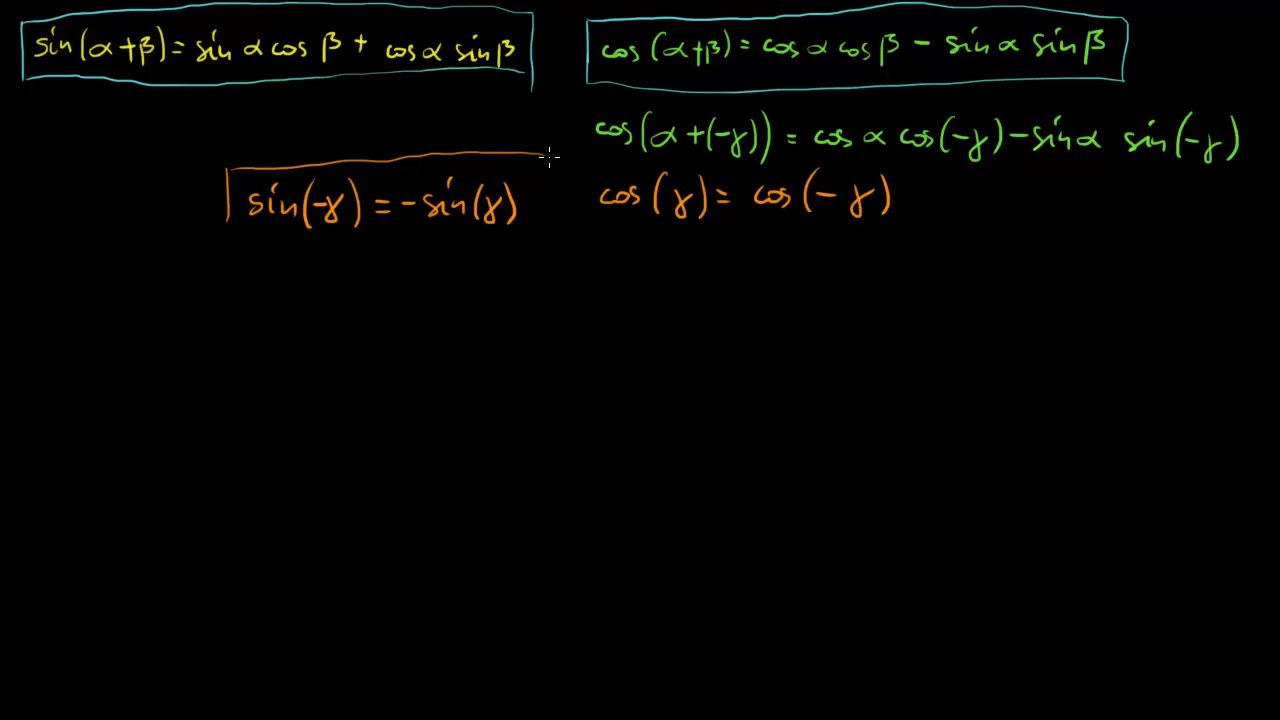 sin(α+β)=sin α cos β + cos α sin β
cos(α+β)=cos α cos β − sin α sin β
cos(α+(−γ))= cos α cos(−γ)−sin α sin(−γ)
sin(−γ)=−sin(γ)
cos(γ)= cos(−γ)